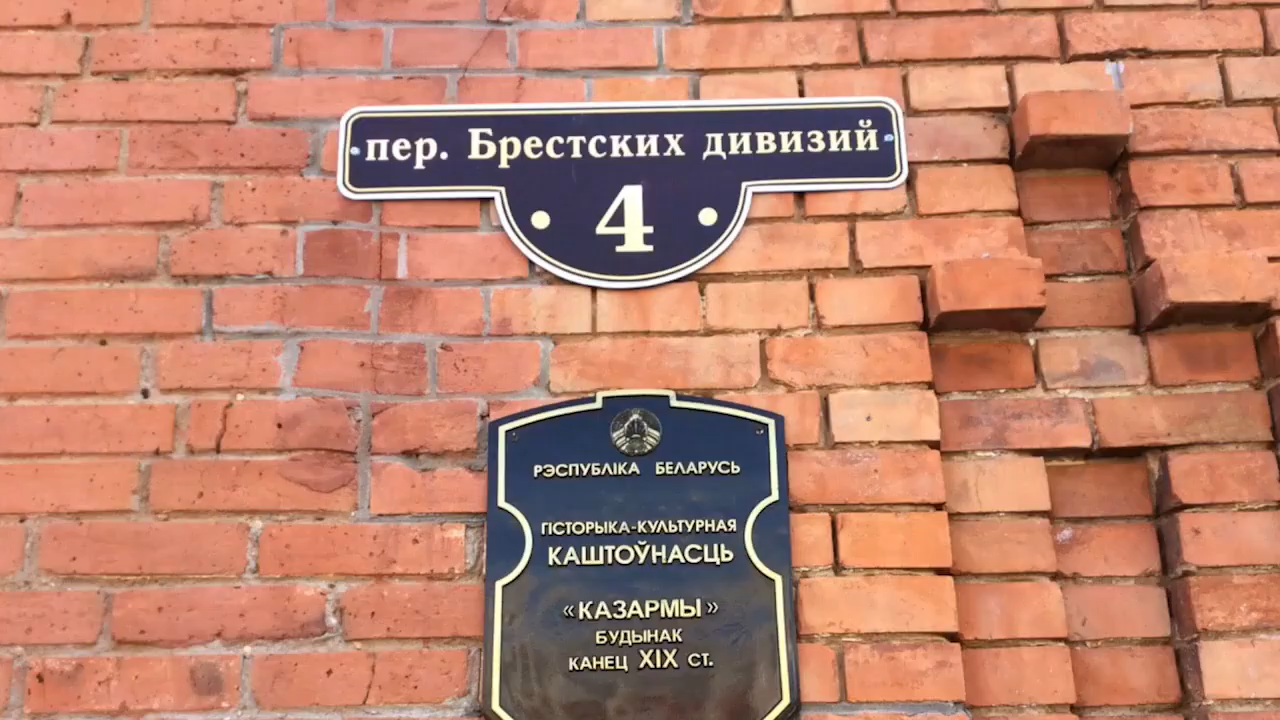 пер. Брестских дивизий
4
РЭСПУБЛІКА БЕЛАРУСЬ
ГІСТОРЫКА-КУЛЬТУРНАЯ
КАШТОЎНАСЦЬ
«КАЗАРМЫ»
БУДЫНАК
КАНЕЦ XIX СТ.